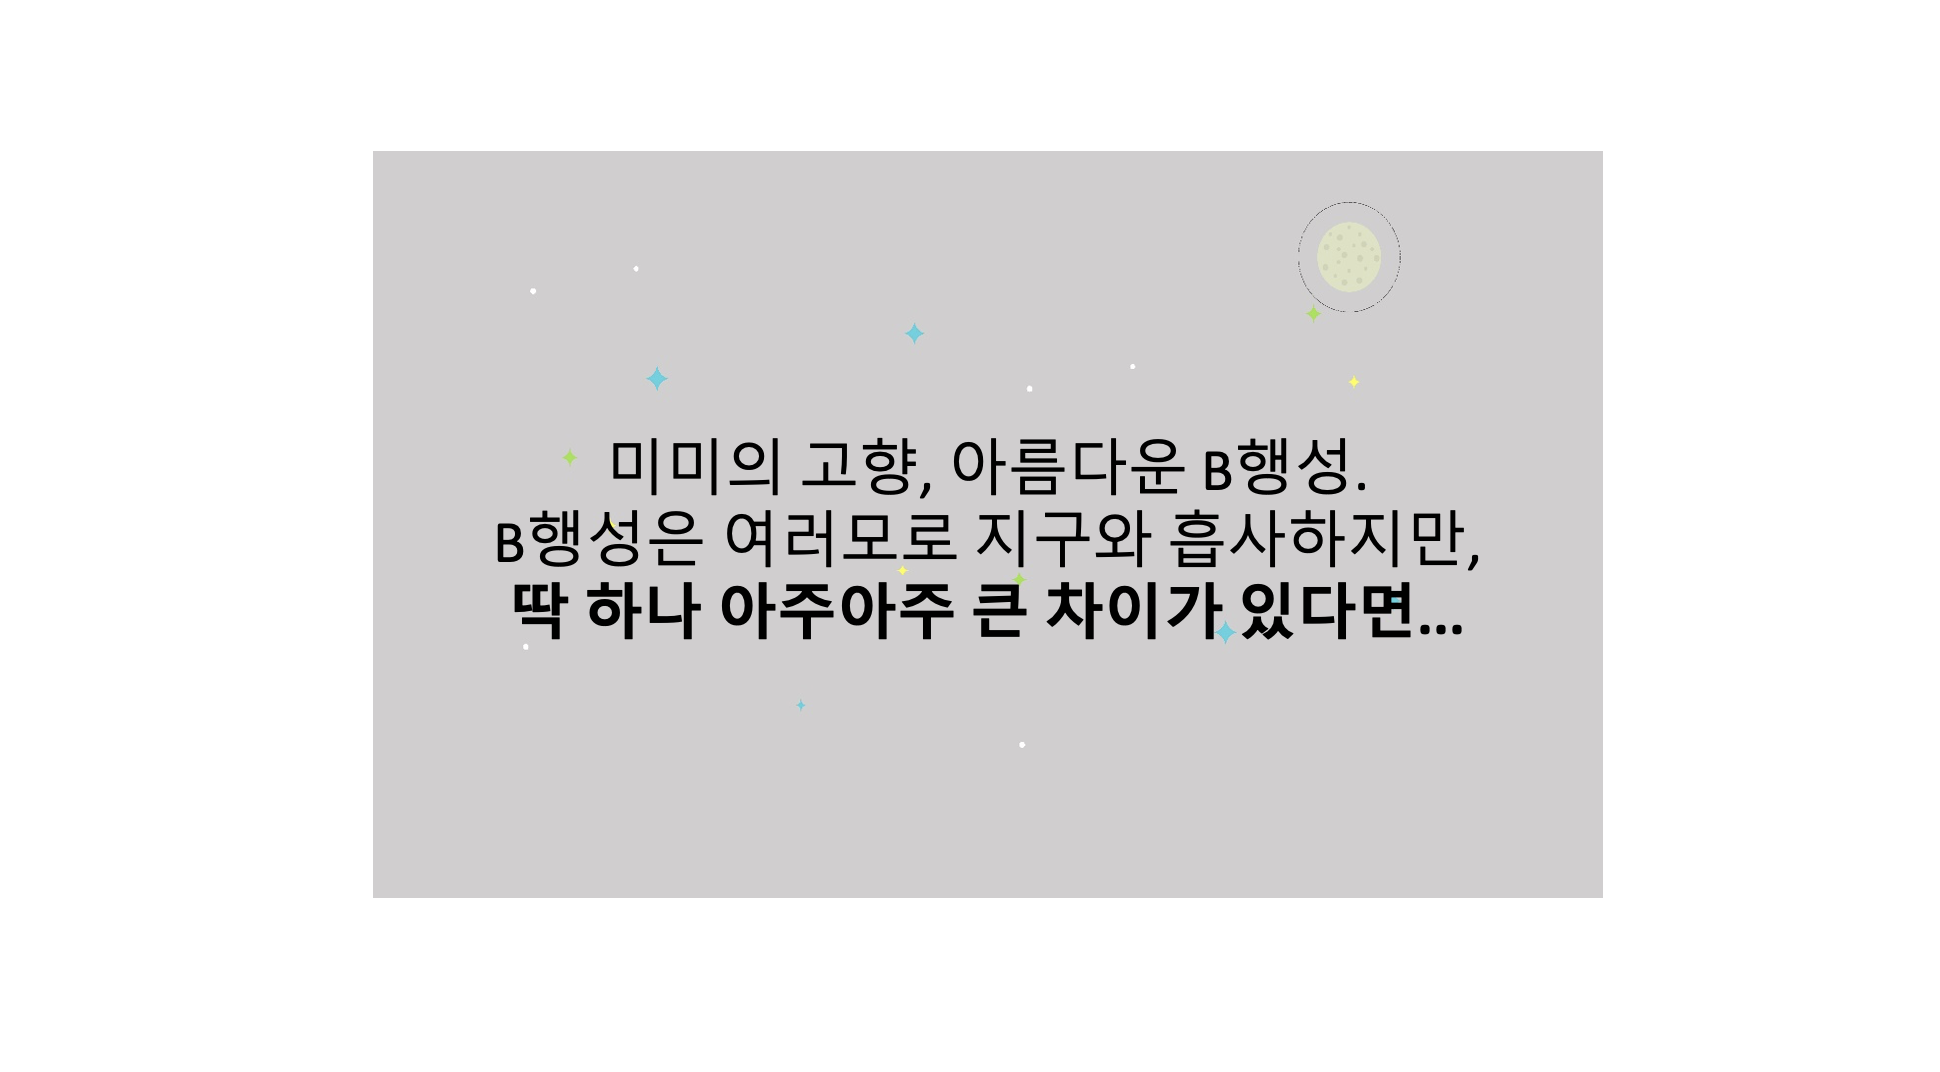 미미의 고향, 아름다운 B행성.
B행성은 여러모로 지구와 흡사하지만,
딱 하나 아주아주 큰 차이가 있다면...